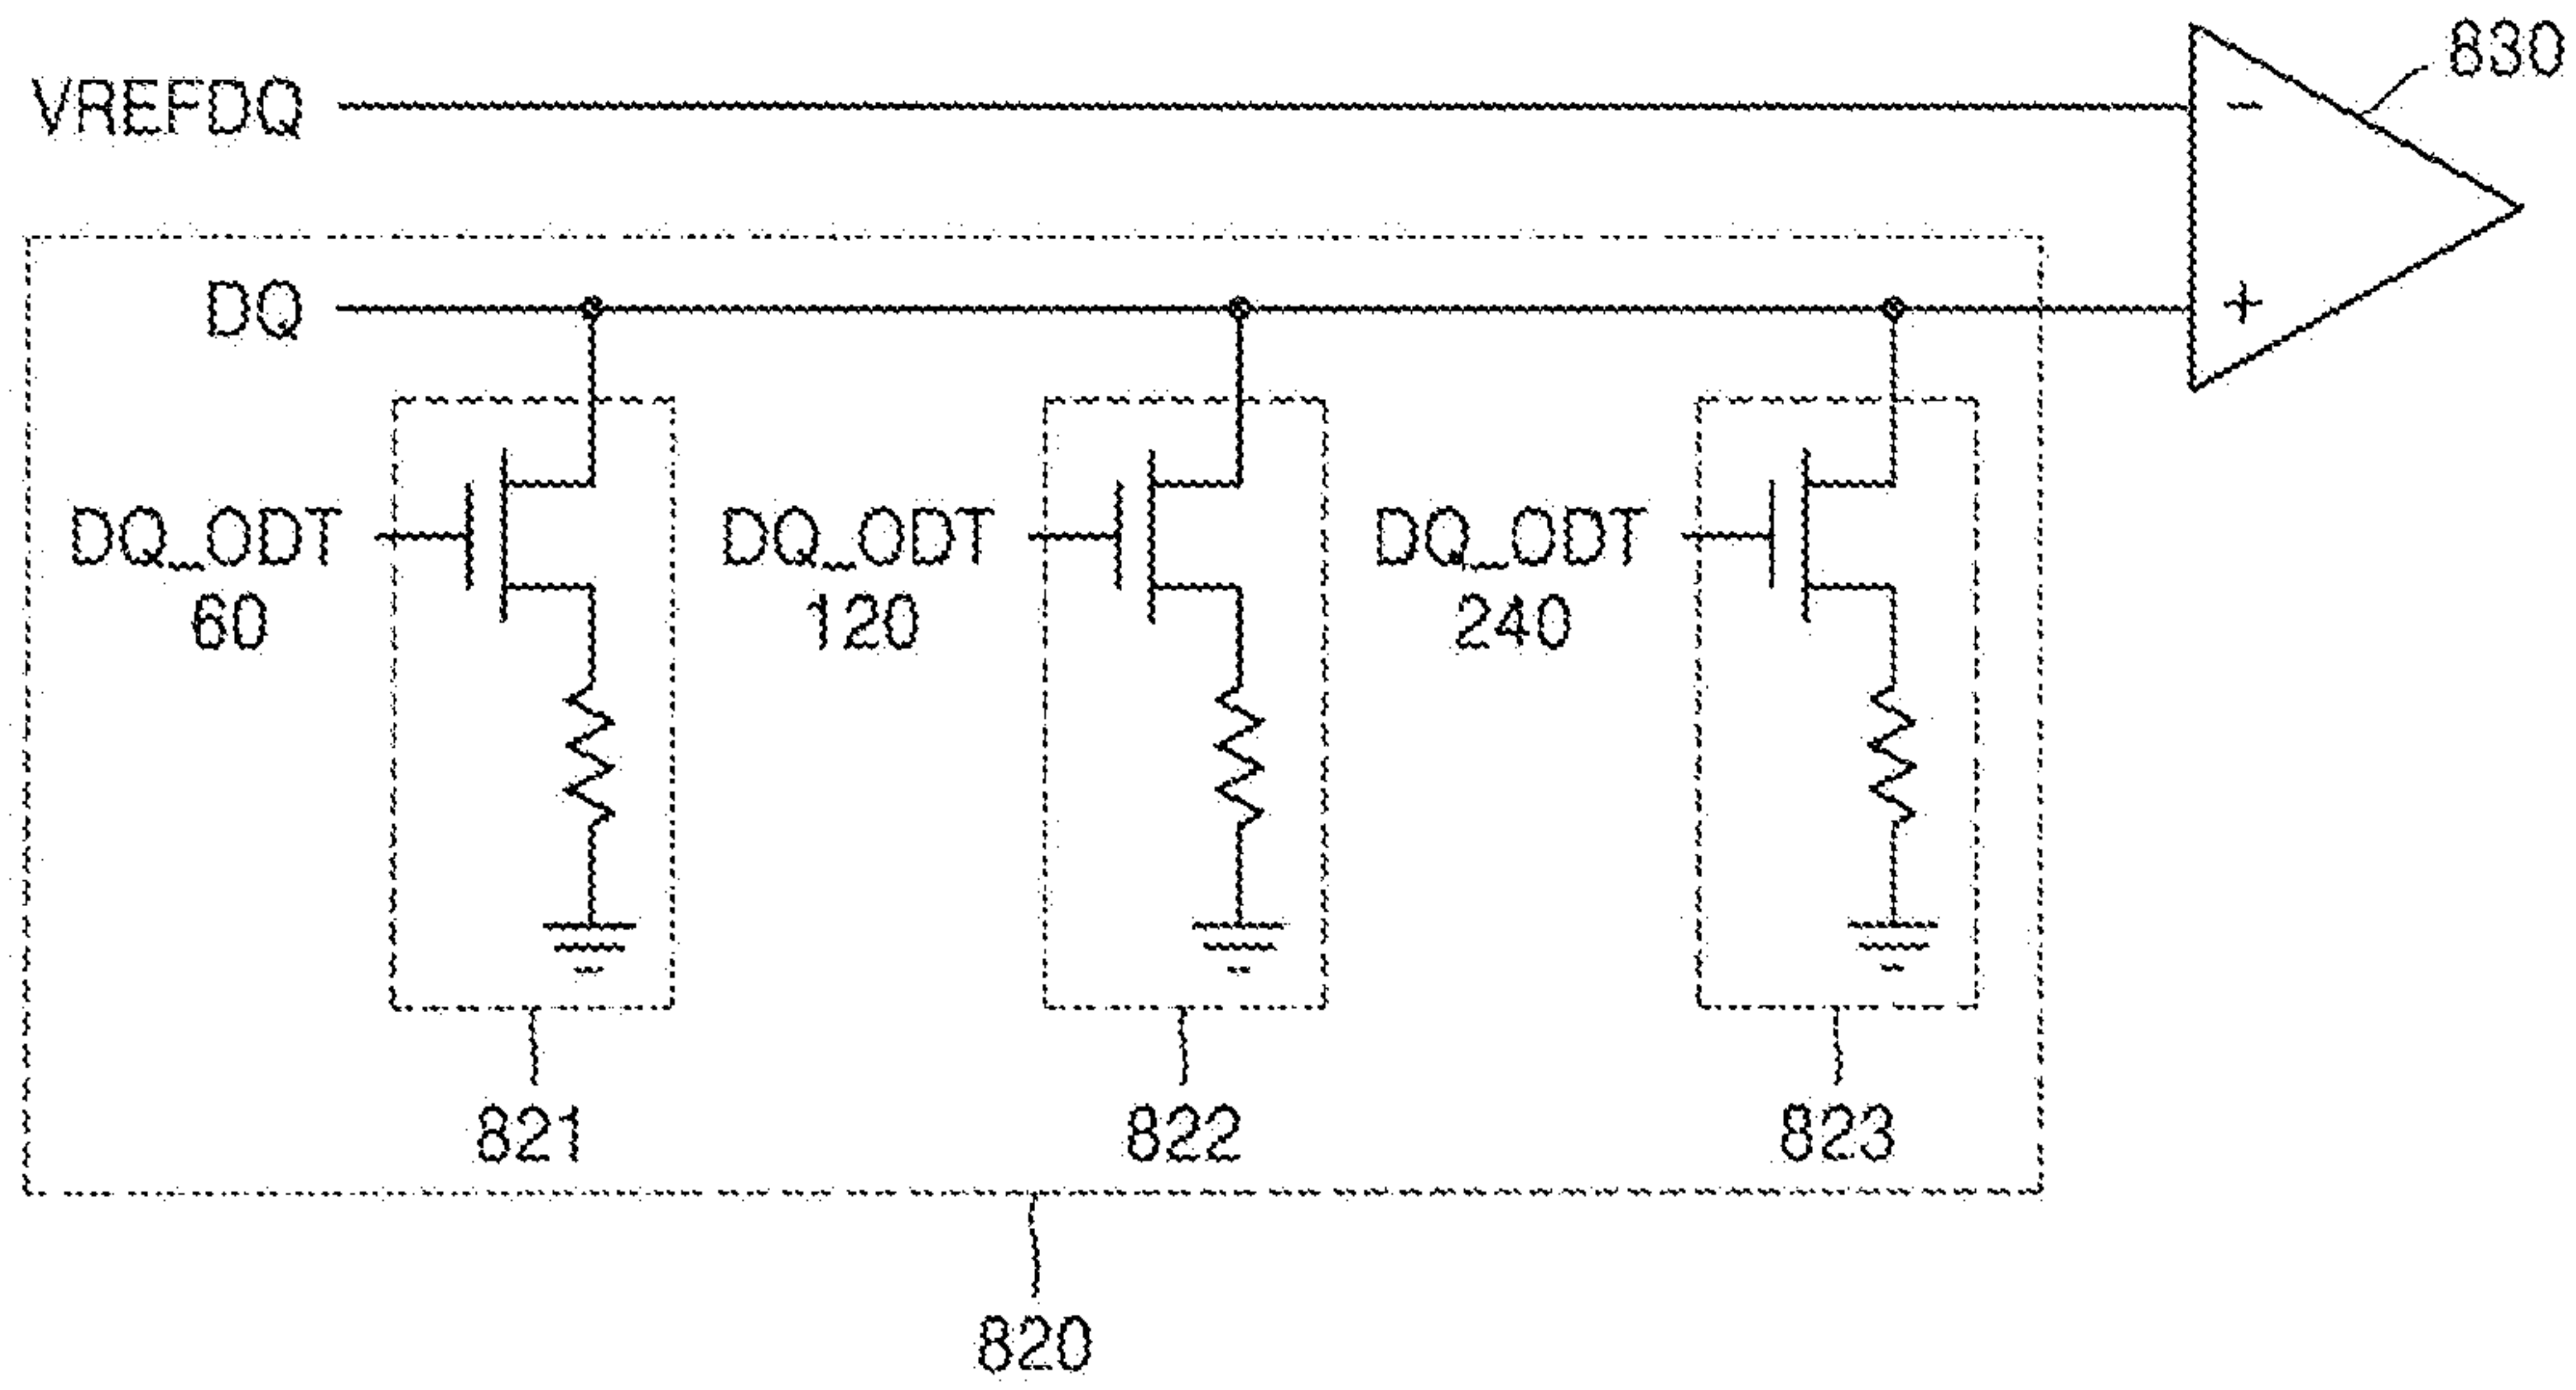 830
VREFDQ
−
DQ
+
DQ_ODT
60
DQ_ODT
120
DQ_ODT
240
821
822
823
820